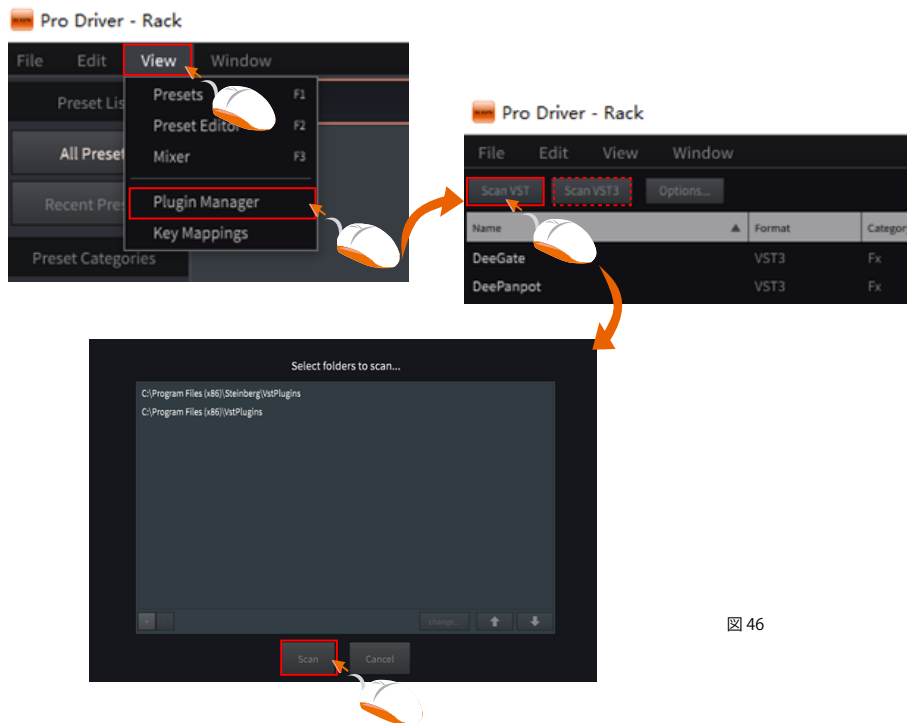 Pro Driver - Rack
File Edit View Window
Preset Lis
Presets F1
Preset Editor F2
All Preset
Mixer F3
Recent Pre
Plugin Manager
Key Mappings
Preset Categories
Pro Driver - Rack
File Edit View Window
Scan VST Scan VST3 Options...
Name ▲ Format Categor
DeeGate VST3 Fx
DeePanpot VST3 Fx
Select folders to scan...
C:\Program Files (x86)\Steinberg\VstPlugins
C:\Program Files (x86)\VstPlugins
change...
Scan Cancel
図 46